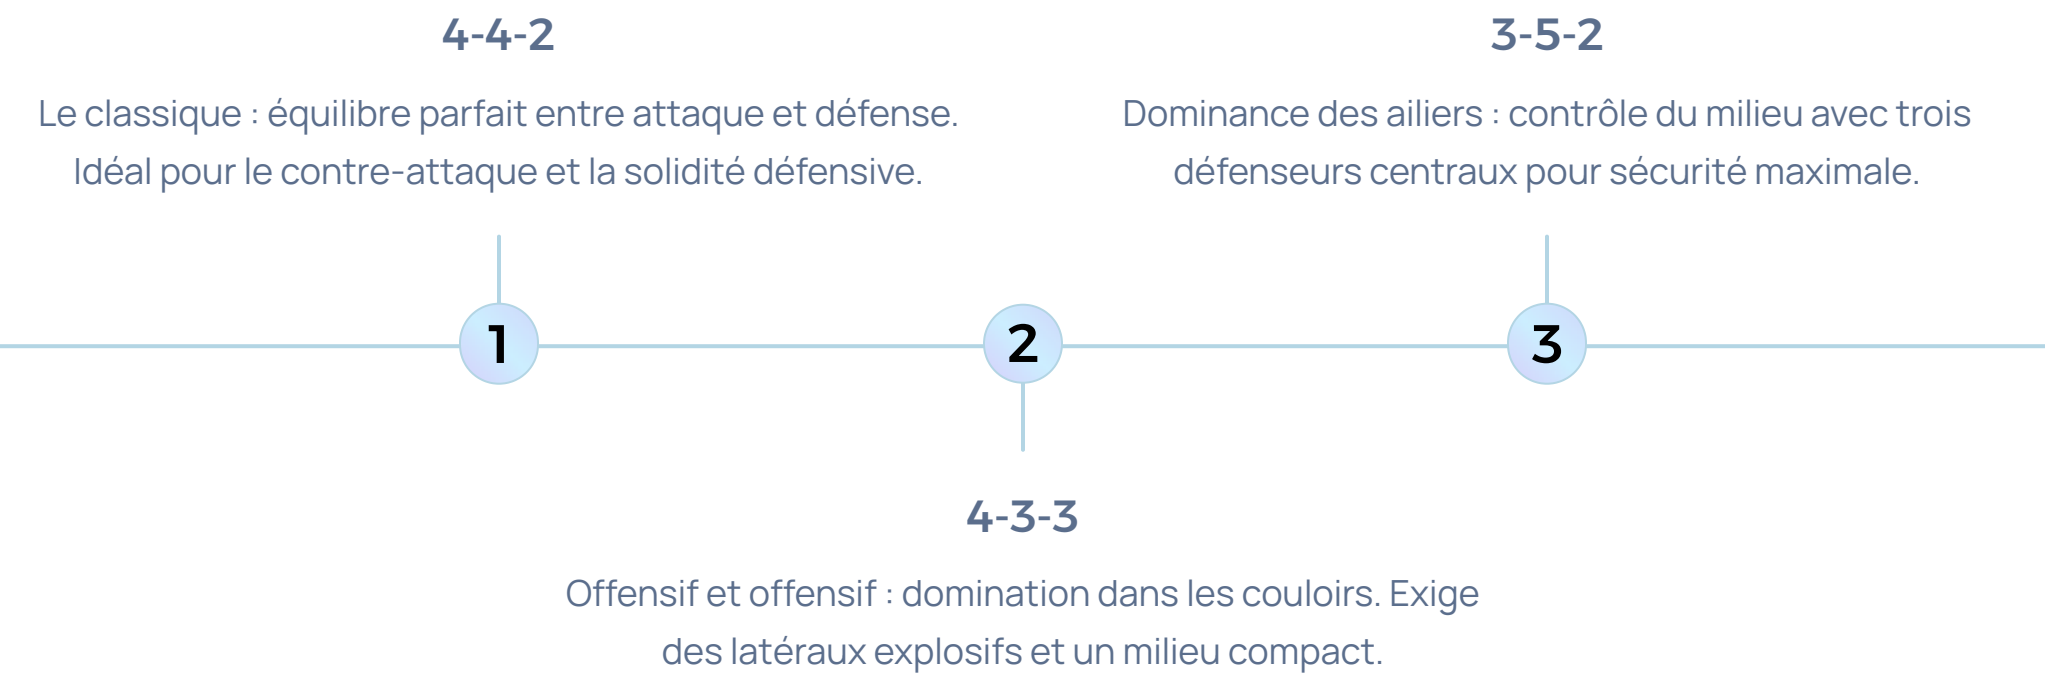 4-4-2
Le classique : équilibre parfait entre attaque et défense.
Idéal pour le contre-attaque et la solidité défensive.
1
2
4-3-3
Offensif et offensif : domination dans les couloirs. Exige
des latéraux explosifs et un milieu compact.
3-5-2
Dominance des ailiers : contrôle du milieu avec trois
défenseurs centraux pour sécurité maximale.
3